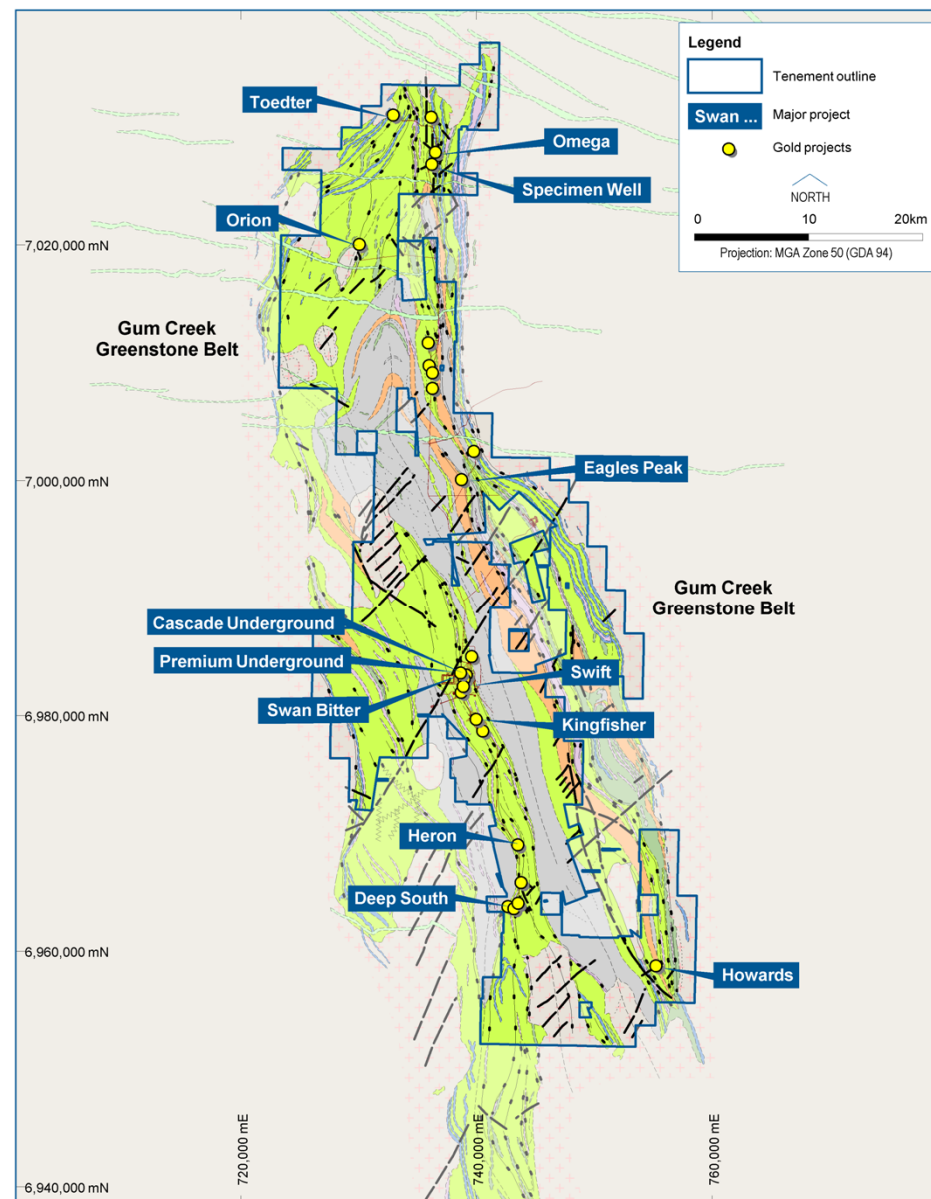 Legend
Tenement outline
Swan ...
Major project
Gold projects
NORTH
0 10 20km
Projection: MGA Zone 50 (GDA 94)
Toedter
Omega
Specimen Well
Orion
7,020,000 mN
Gum Creek
Greenstone Belt
Eagles Peak
7,000,000 mN
Gum Creek
Greenstone Belt
Cascade Underground
Premium Underground
Swift
Swan Bitter
Kingfisher
6,980,000 mN
Heron
Deep South
6,960,000 mN
Howards
720,000 mE
740,000 mE
760,000 mE
6,940,000 mN